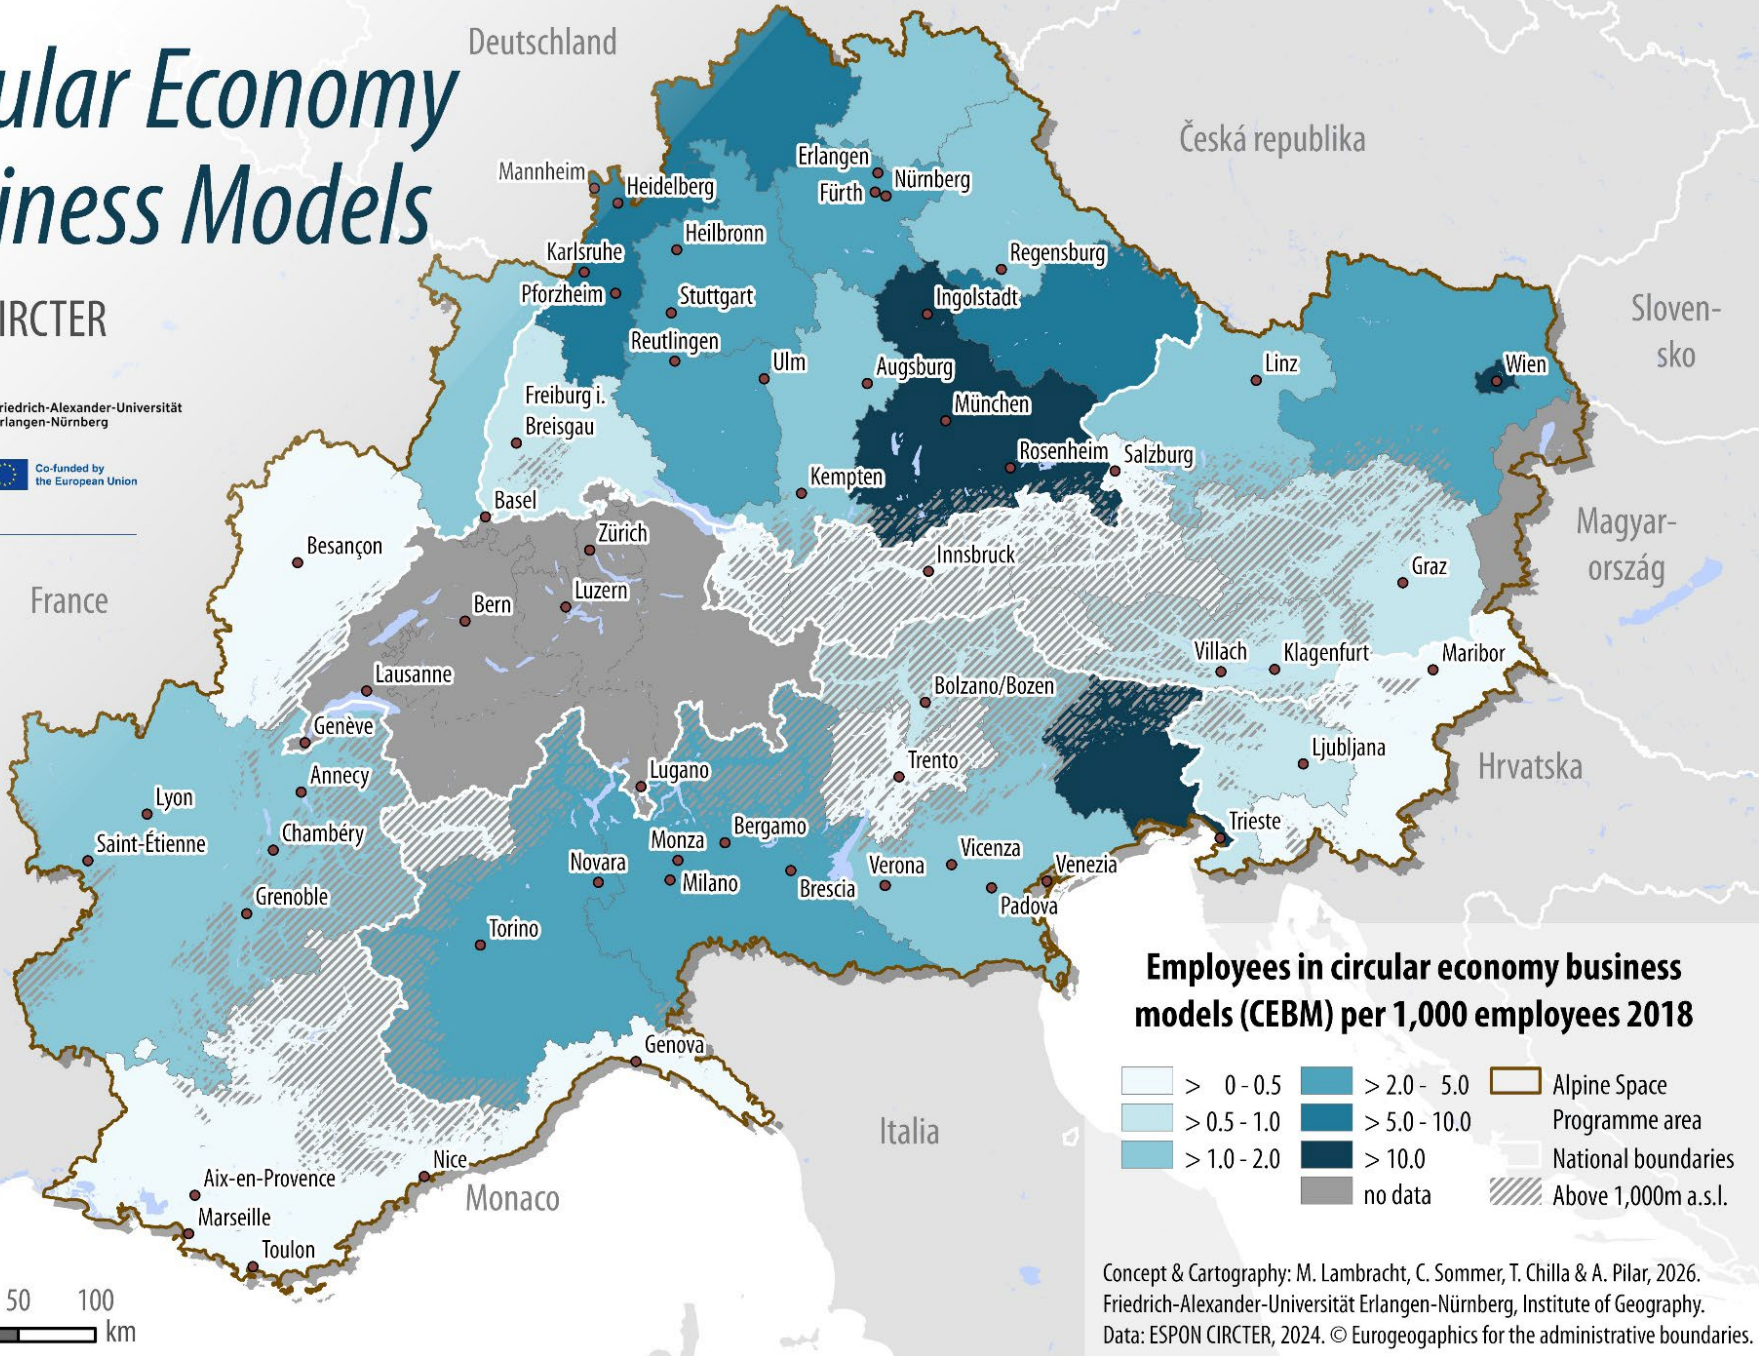 Deutschland
ular Economy
Česká republika
iness Models
Mannheim
Heidelberg
Erlangen
Fürth
Nürnberg
Heilbronn
Karlsruhe
Regensburg
Pforzheim
Stuttgart
Ingolstadt
IRCTER
Sloven-
sko
Reutlingen
Ulm
Augsburg
Linz
Wien
Freiburg i.
Breisgau
München
riedrich-Alexander-Universität
rlangen-Nürnberg
Rosenheim
Salzburg
Co-funded by
the European Union
Kempten
Basel
Zürich
Besançon
Innsbruck
Magyar-
ország
Graz
France
Bern
Luzern
Lausanne
Villach
Klagenfurt
Maribor
Bolzano/Bozen
Genève
Trento
Ljubljana
Hrvatska
Annecy
Lugano
Lyon
Saint-Étienne
Chambéry
Monza
Bergamo
Trieste
Novara
Milano
Brescia
Verona
Vicenza
Venezia
Grenoble
Padova
Torino
Genova
Italia
Nice
Aix-en-Provence
Monaco
Marseille
Toulon
50 100
km
Employees in circular economy business
models (CEBM) per 1,000 employees 2018
> 0 - 0.5
> 0.5 - 1.0
> 1.0 - 2.0
> 2.0 - 5.0
> 5.0 - 10.0
> 10.0
no data
Alpine Space
Programme area
National boundaries
Above 1,000m a.s.l.
Concept & Cartography: M. Lambracht, C. Sommer, T. Chilla & A. Pilar, 2026.
Friedrich-Alexander-Universität Erlangen-Nürnberg, Institute of Geography.
Data: ESPON CIRCTER, 2024. © Eurogeogaphics for the administrative boundaries.